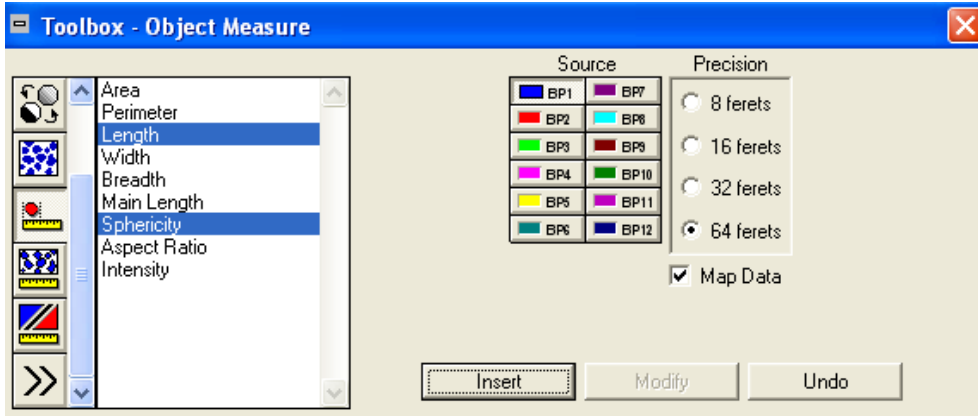 Toolbox - Object Measure
Area
Perimeter
Length
Width
Breadth
Main Length
Sphericity
Aspect Ratio
Intensity
Source
BP1 BP7
BP2 BP8
BP3 BP9
BP4 BP10
BP5 BP11
BP6 BP12
Precision
8 ferets
16 ferets
32 ferets
64 ferets
Map Data
Insert Modify Undo